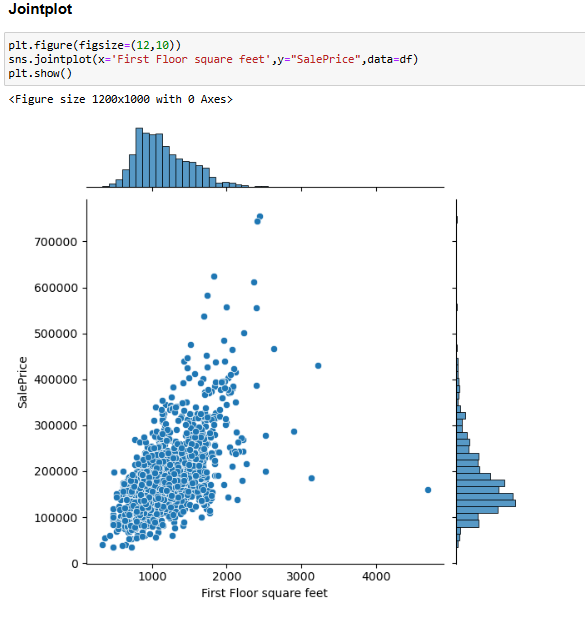 Jointplot
plt.figure(figsize=(12,10))
sns.jointplot(x='First Floor square feet',y="SalePrice",data=df)
plt.show()
<Figure size 1200x1000 with 0 Axes>
700000
600000
500000
400000
300000
200000
100000
0
SalePrice
1000 2000 3000 4000
First Floor square feet